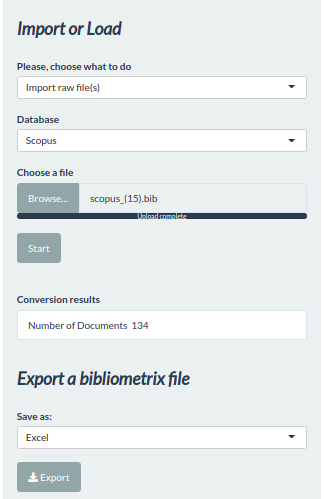 Import or Load
Please, choose what to do
Import raw file(s)
Database
Scopus
Choose a file
Browse... scopus_(15).bib
Upload complete
Start
Conversion results
Number of Documents 134
Export a bibliometrix file
Save as:
Excel
Export